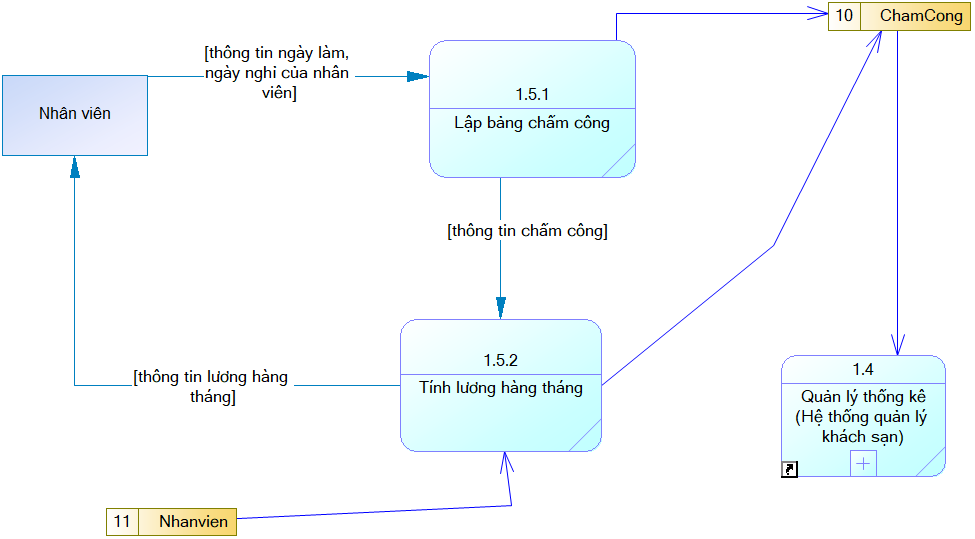 10 ChamCong
[thông tin ngày làm,
ngày nghỉ của nhân
viên]
Nhân viên
1.5.1
Lập bảng chấm công
[thông tin chấm công]
1.5.2
Tính lương hàng tháng
[thông tin lương hàng
tháng]
1.4
Quản lý thống kê
(Hệ thống quản lý
khách sạn)
11 Nhanvien